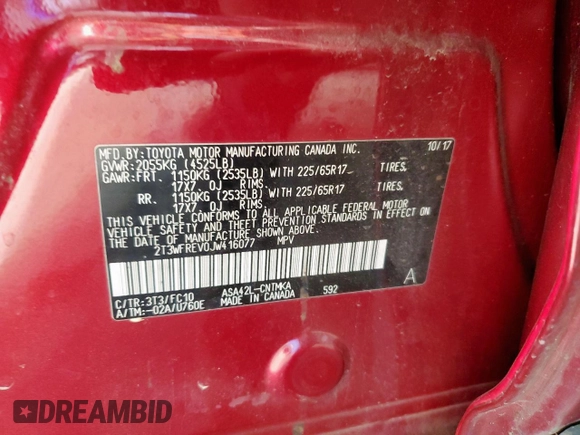 MFD. BY: TOYOTA MOTOR MANUFACTURING CANADA INC. 10/17
GVWR: 2055KG (4525LB)
GAWR: FRT. 1150KG (2535LB) WITH 225/65R17 TIRES,
17X7.0J RIMS,
RR. 1150KG (2535LB) WITH 225/65R17 TIRES,
17X7.0J RIMS,
THIS VEHICLE CONFORMS TO ALL APPLICABLE FEDERAL MOTOR
VEHICLE SAFETY AND THEFT PREVENTION STANDARDS IN EFFECT
ON THE DATE OF MANUFACTURE SHOWN ABOVE.
2T3WFREV0JW416077 MPV
A
C/TR: 3T3/FC10 ASA42L-CNTMKA 592
A/TM: -02A/U760E MADE IN CANADA
DREAMBID